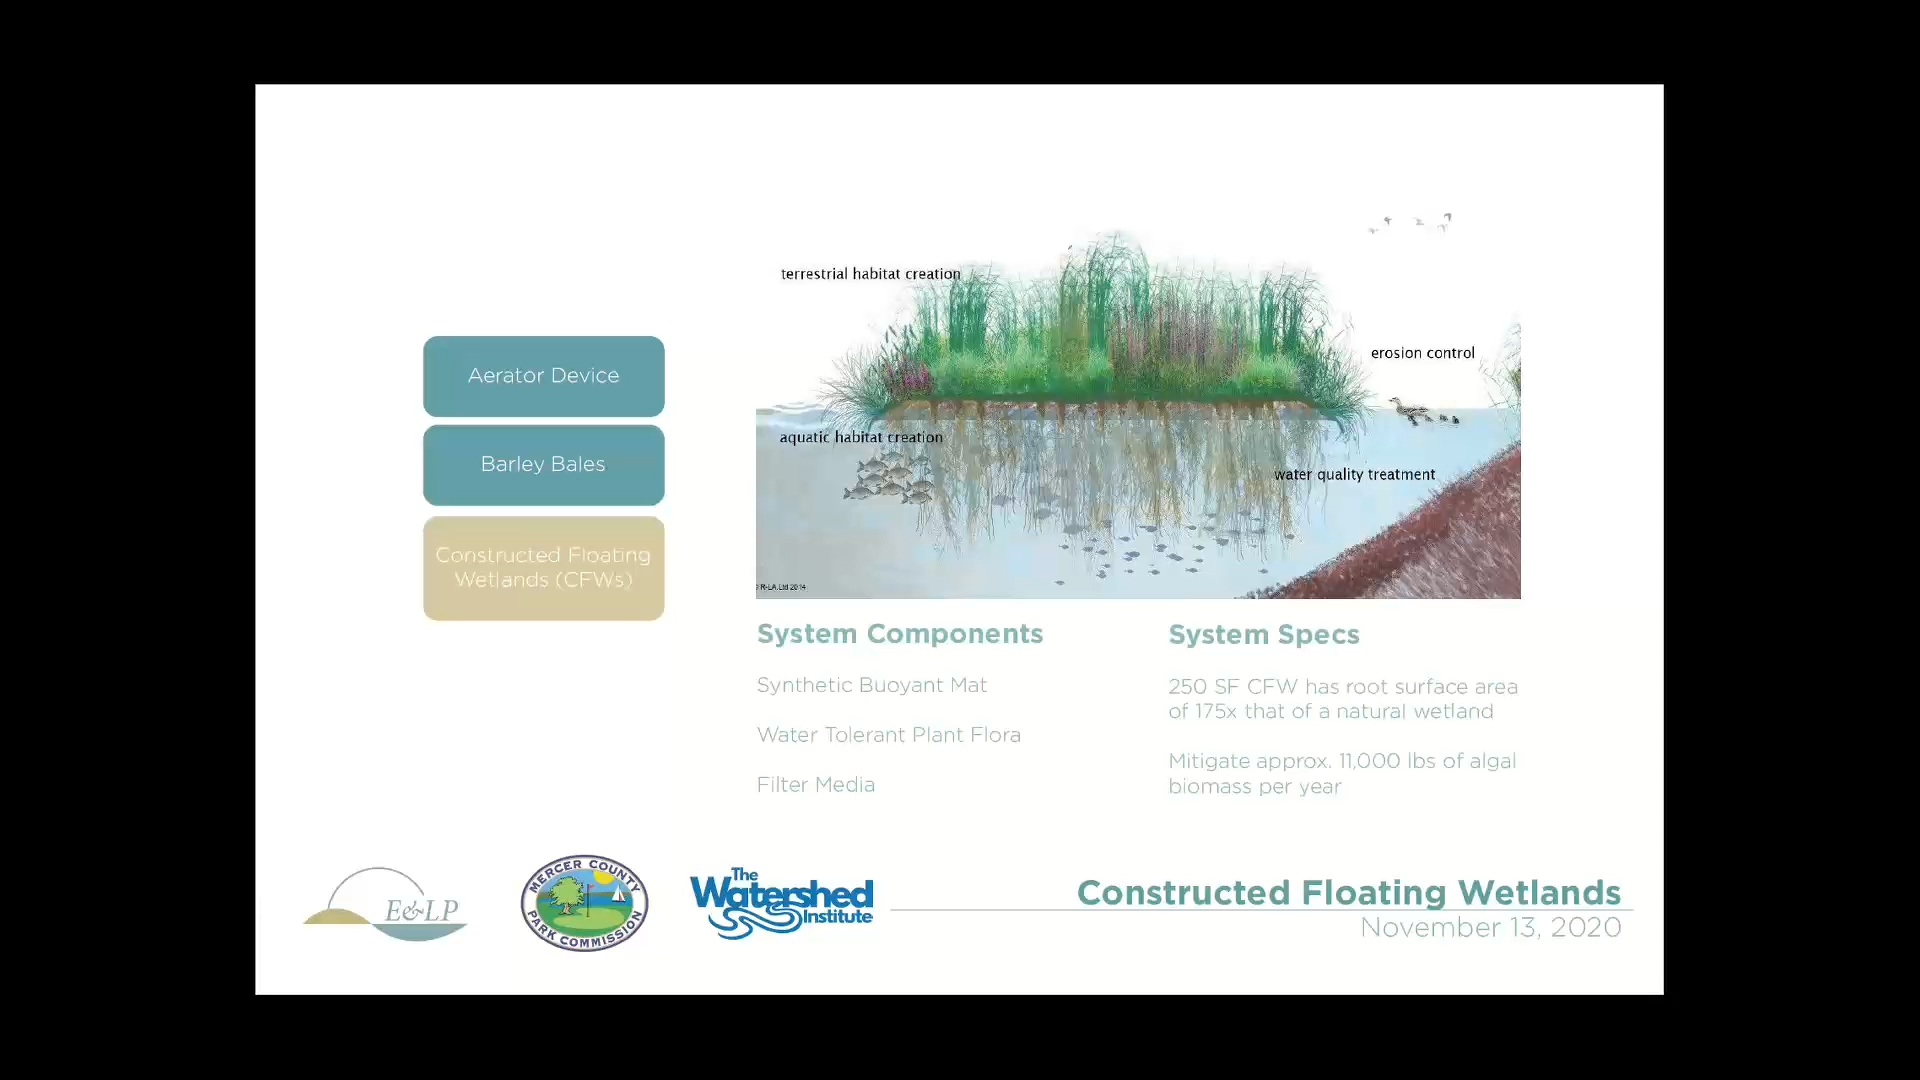 terrestrial habitat creation
erosion control
aquatic habitat creation
water quality treatment
R-LA.Ltd 2014
Aerator Device
Barley Bales
Constructed Floating
Wetlands (CFWs)
System Components
Synthetic Buoyant Mat
Water Tolerant Plant Flora
Filter Media
System Specs
250 SF CFW has root surface area
of 175x that of a natural wetland
Mitigate approx. 11,000 lbs of algal
biomass per year
E&LP
MERCER COUNTY
PARK COMMISSION
The
Watershed
Institute
Constructed Floating Wetlands
November 13, 2020